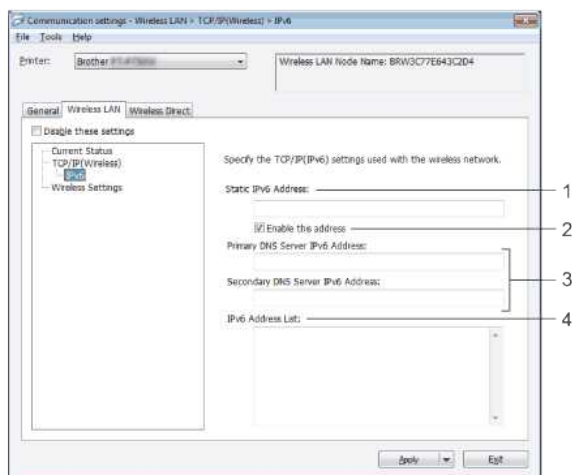 Communication settings - Wireless LAN > TCP/IP(Wireless) > IPv6
File Tools Help
Printer:
Brother
Wireless LAN Node Name: BRW3C77E643C2D4
General Wireless LAN Wireless Direct
Disable these settings
Current Status
TCP/IP(Wireless)
IPv6
Wireless Settings
Specify the TCP/IP(IPv6) settings used with the wireless network.
Static IPv6 Address:
1
Enable this address
2
Primary DNS Server IPv6 Address:
3
Secondary DNS Server IPv6 Address:
IPv6 Address List:
4
Apply
Exit